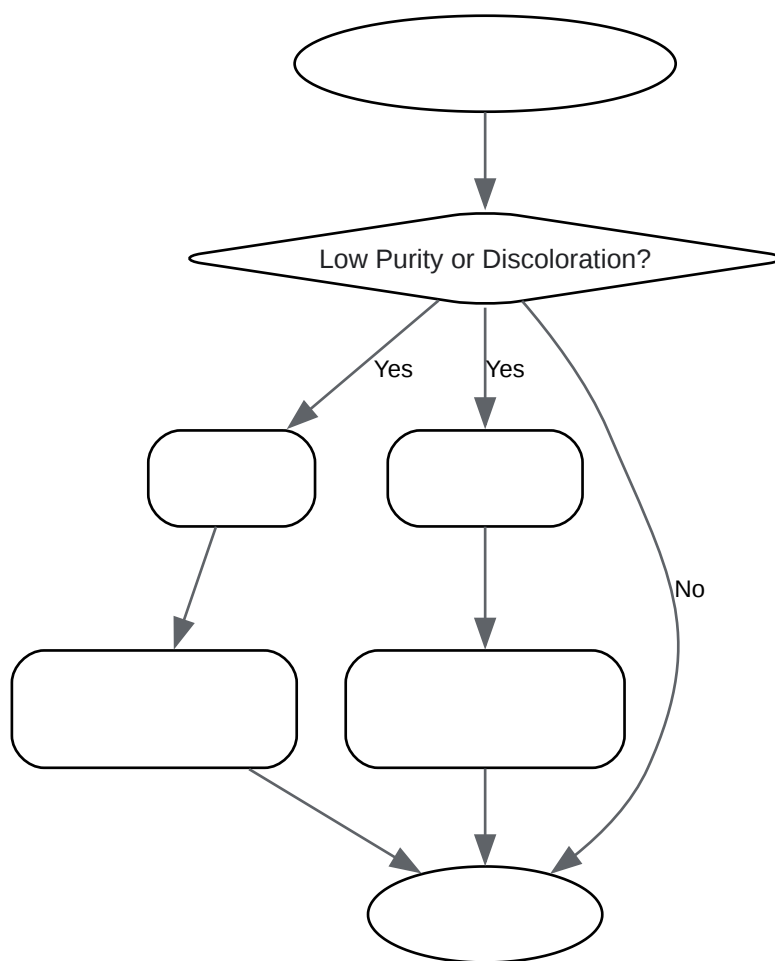 Low Purity or Discoloration?
Yes
Yes
No